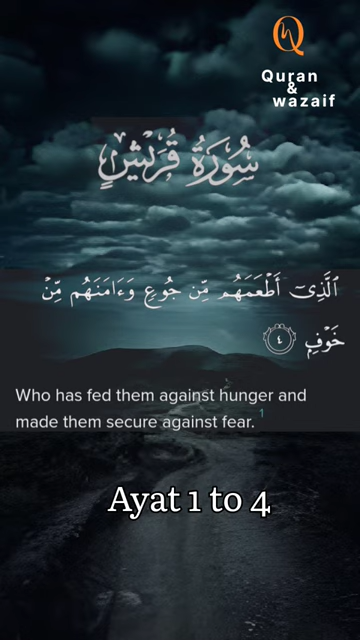 Quran
&
wazaif
سُورَةُ قُرَيْشٍ
ٱلَّذِىٓ أَطْعَمَهُم مِّن جُوعٍ وَءَامَنَهُم مِّنْ
خَوْفٍۭ ٤
Who has fed them against hunger and
made them secure against fear. 1
Ayat 1 to 4